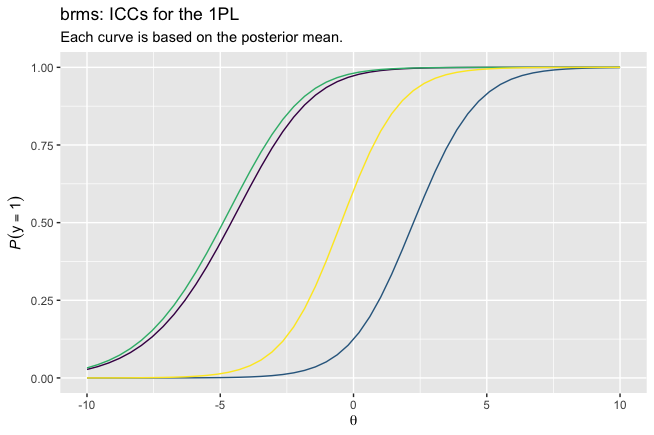 brms: ICCs for the 1PL
Each curve is based on the posterior mean.
P(y = 1)
1.00
0.75
0.50
0.25
0.00
-10
-5
0
5
10
θ